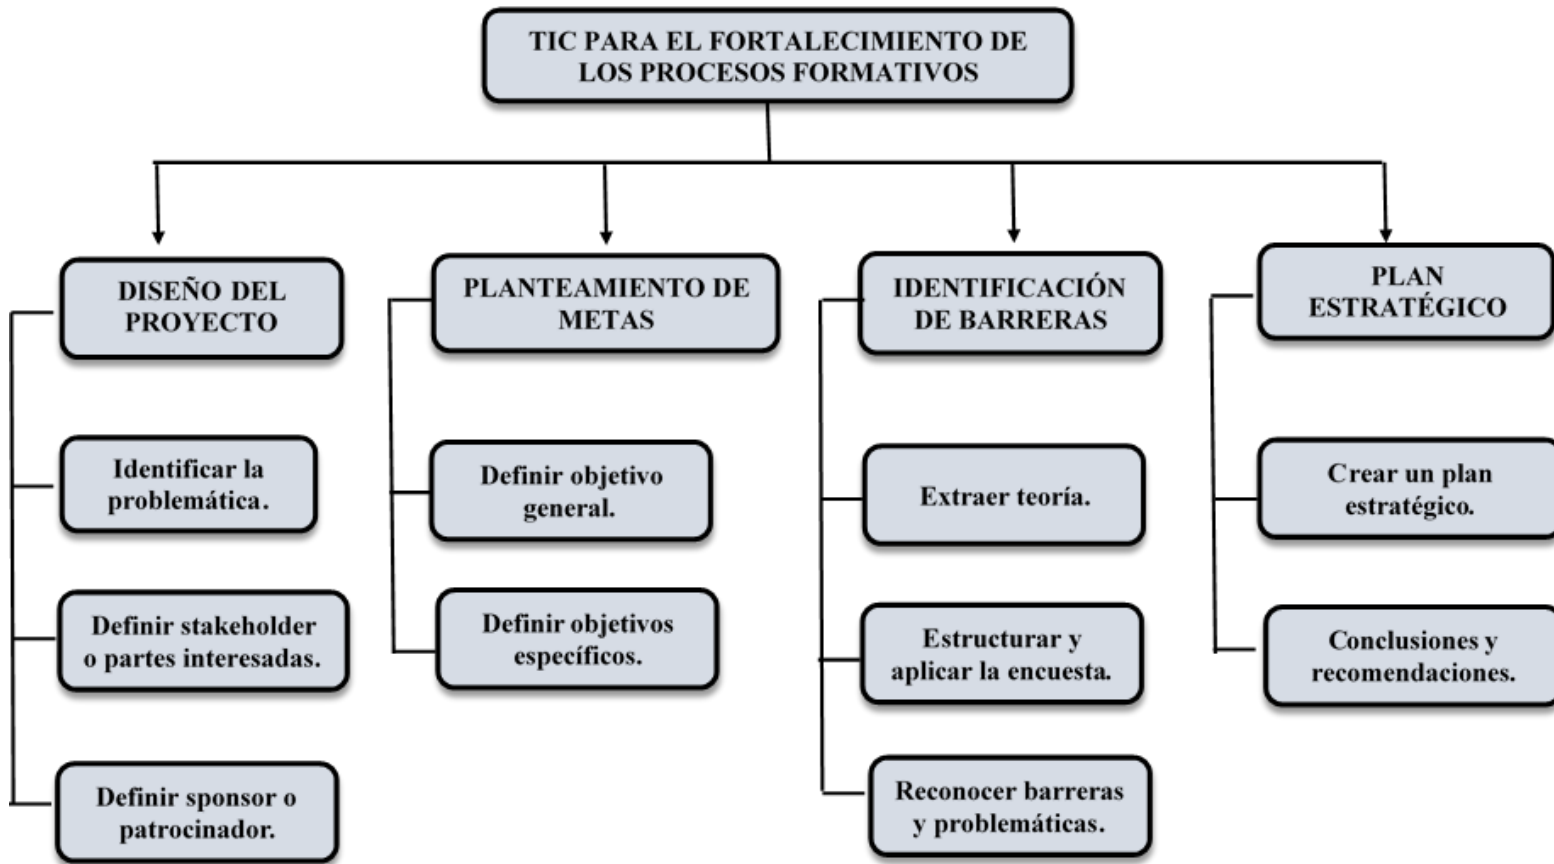 TIC PARA EL FORTALECIMIENTO DE
LOS PROCESOS FORMATIVOS
DISEÑO DEL
PROYECTO
Identificar la
problemática.
Definir stakeholder
o partes interesadas.
Definir sponsor o
patrocinador.
PLANTEAMIENTO DE
METAS
Definir objetivo
general.
Definir objetivos
específicos.
IDENTIFICACIÓN
DE BARRERAS
Extraer teoría.
Estructurar y
aplicar la encuesta.
Reconocer barreras
y problemáticas.
PLAN
ESTRATÉGICO
Crear un plan
estratégico.
Conclusiones y
recomendaciones.